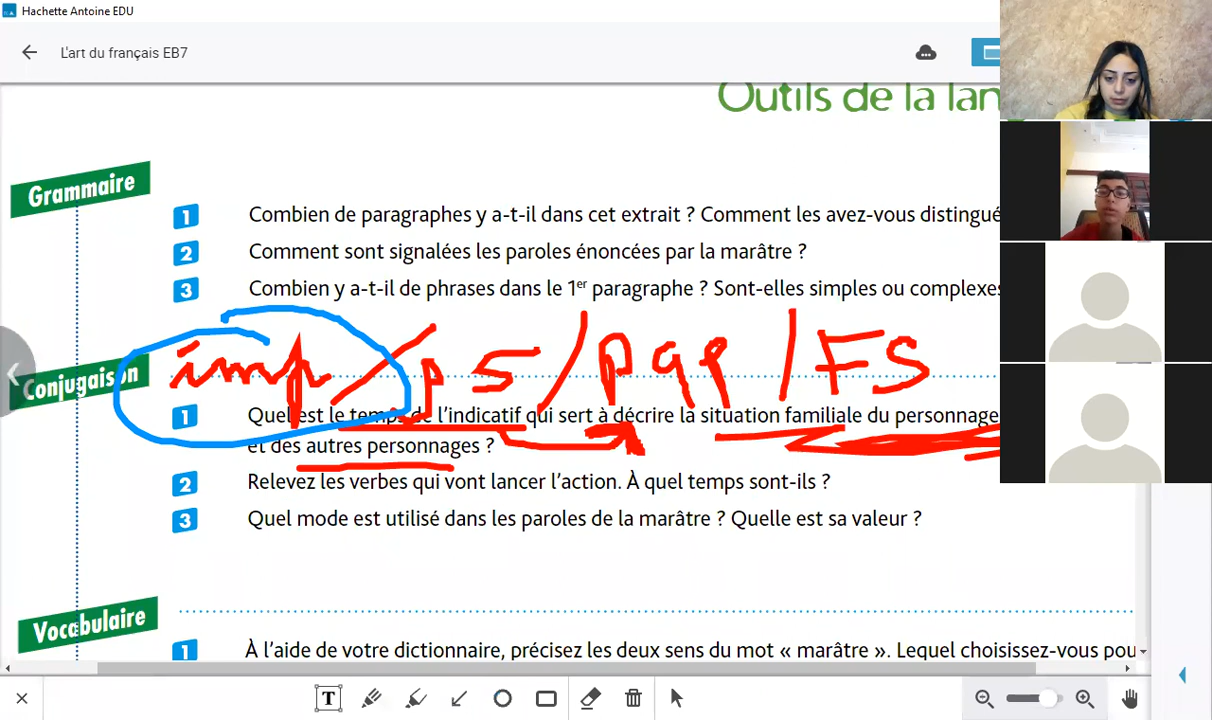 Hachette Antoine EDU
L'art du français EB7
Outils de la lan
Grammaire
1 Combien de paragraphes y a-t-il dans cet extrait ? Comment les avez-vous distingué
2 Comment sont signalées les paroles énoncées par la marâtre ?
3 Combien y a-t-il de phrases dans le 1er paragraphe ? Sont-elles simples ou complexes
imp / ps / pqp / FS
Conjugaison
1 Quel est le temps de l'indicatif qui sert à décrire la situation familiale du personnage
et des autres personnages ?
2 Relevez les verbes qui vont lancer l'action. À quel temps sont-ils ?
3 Quel mode est utilisé dans les paroles de la marâtre ? Quelle est sa valeur ?
Vocabulaire
1 À l'aide de votre dictionnaire, précisez les deux sens du mot « marâtre ». Lequel choisissez-vous pou
T